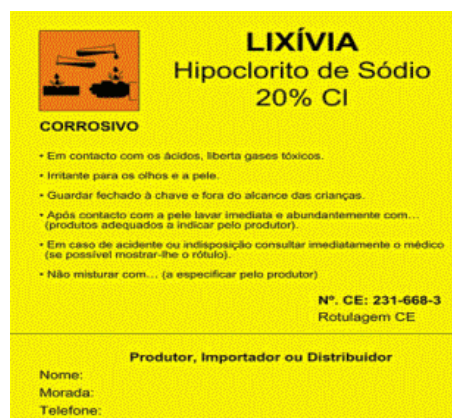 LIXÍVIA
Hipoclorito de Sódio
20% Cl
CORROSIVO
• Em contacto com os ácidos, liberta gases tóxicos.
• Irritante para os olhos e a pele.
• Guardar fechado à chave e fora do alcance das crianças.
• Após contacto com a pele lavar imediata e abundantemente com...
(produtos adequados a indicar pelo produtor).
• Em caso de acidente ou indisposição consultar imediatamente o médico
(se possível mostrar-lhe o rótulo).
• Não misturar com... (a especificar pelo produtor)
Nº. CE: 231-668-3
Rotulagem CE
Produtor, Importador ou Distribuidor
Nome:
Morada:
Telefone: